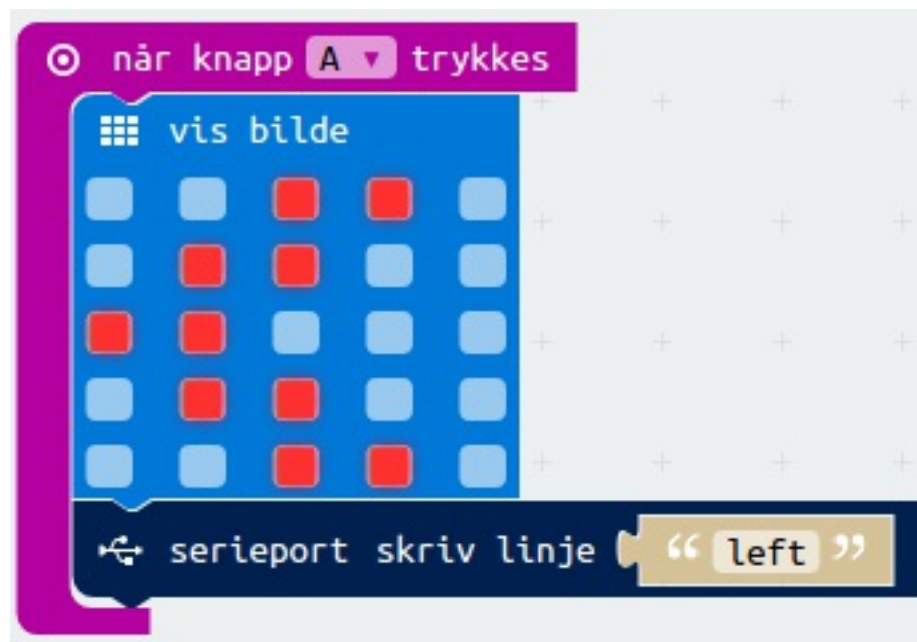 når knapp A trykkes
vis bilde
serieport skriv linje “ left ”